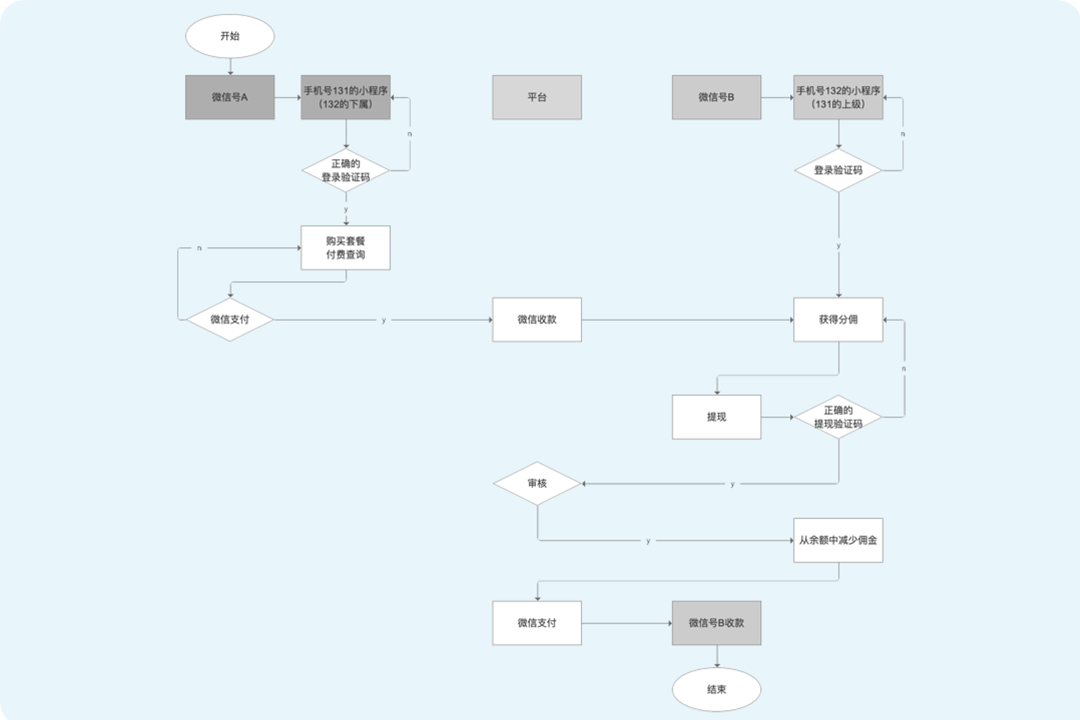 开始
微信号A
手机号131的小程序
（132的下属）
平台
微信号B
手机号132的小程序
（131的上级）
n
n
正确的
登录验证码
登录验证码
y
购买套餐
付费查询
n
y
微信支付
y
微信收款
获得分佣
n
提现
正确的
提现验证码
审核
y
y
从余额中减少佣金
微信支付
微信号B收款
结束